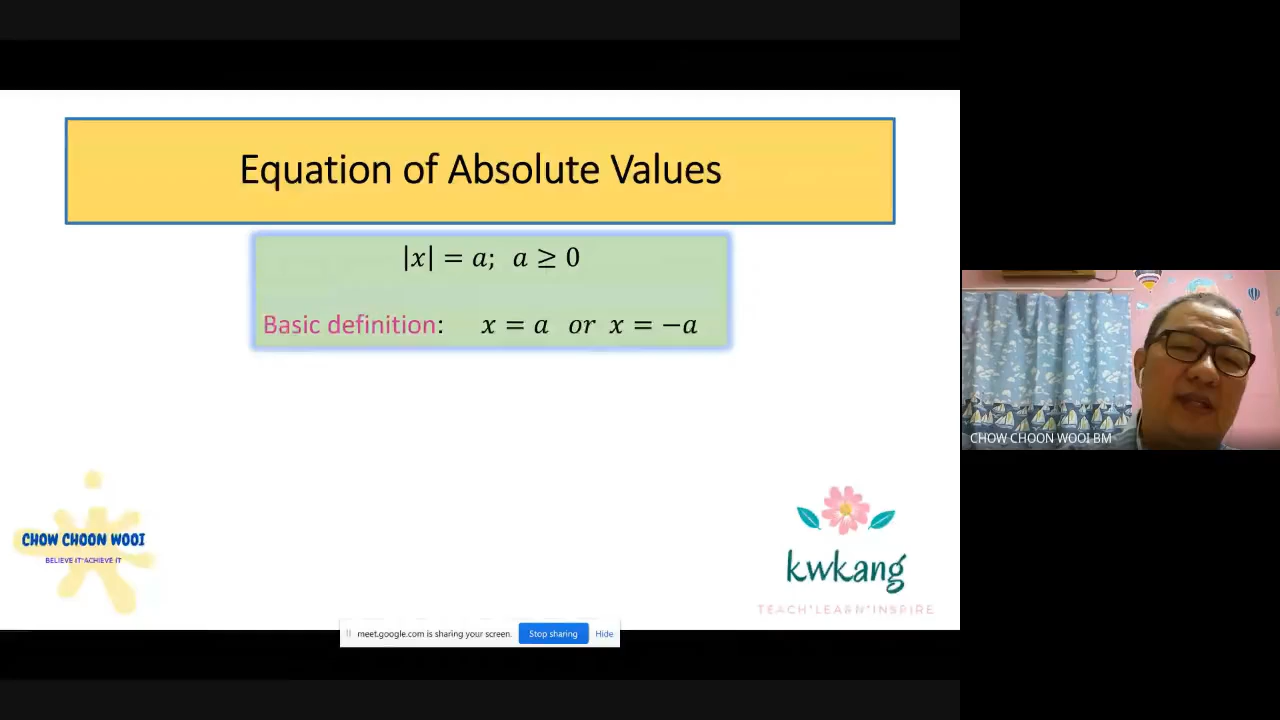 Equation of Absolute Values
|x| = a; a ≥ 0
Basic definition: x = a or x = −a
CHOW CHOON WOOI BM
CHOW CHOON WOOI
BELIEVE IT*ACHIEVE IT
kwkang
TEACH*LEARN*INSPIRE
meet.google.com is sharing your screen. Stop sharing Hide